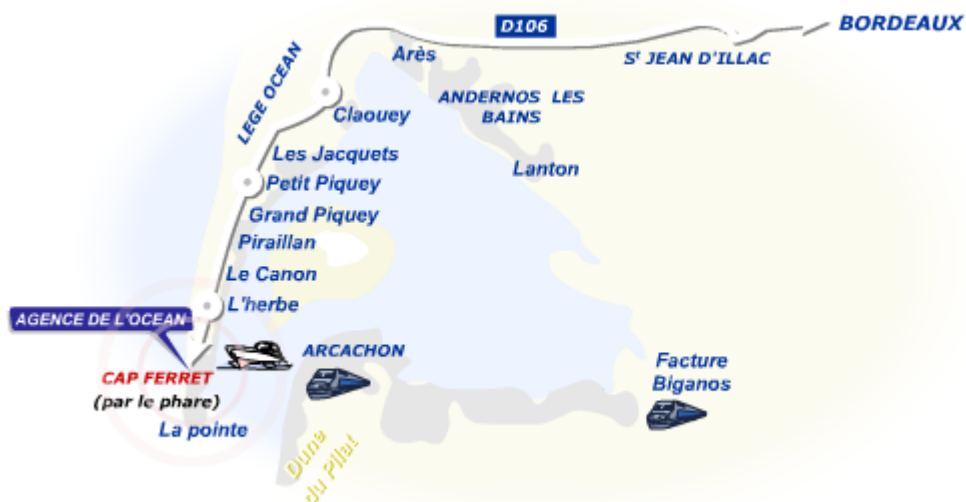 D106
BORDEAUX
Arès
Sᵗ JEAN D'ILLAC
LEGE OCEAN
ANDERNOS LES
BAINS
Claouey
Les Jacquets
Lanton
Petit Piquey
Grand Piquey
Piraillan
Le Canon
L'herbe
AGENCE DE L'OCEAN
ARCACHON
Facture
Biganos
CAP FERRET
(par le phare)
La pointe
Dune
du Pilat